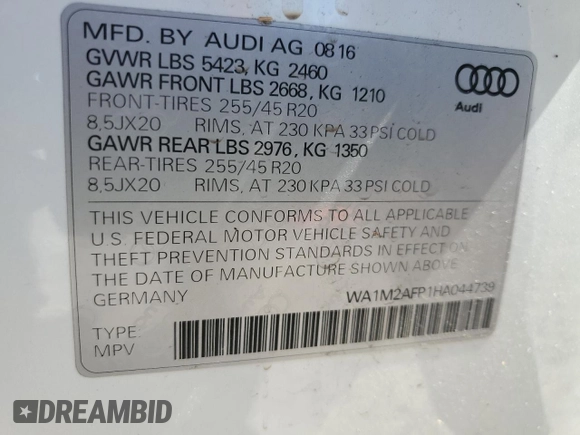 MFD. BY AUDI AG 08 16
GVWR LBS 5423, KG 2460
GAWR FRONT LBS 2668, KG 1210
FRONT-TIRES 255/45 R20
8,5JX20 RIMS, AT 230 KPA 33 PSI COLD
GAWR REAR LBS 2976, KG 1350
REAR-TIRES 255/45 R20
8,5JX20 RIMS, AT 230 KPA 33 PSI COLD
Audi
THIS VEHICLE CONFORMS TO ALL APPLICABLE
U.S. FEDERAL MOTOR VEHICLE SAFETY AND
THEFT PREVENTION STANDARDS IN EFFECT ON
THE DATE OF MANUFACTURE SHOWN ABOVE.
GERMANY
WA1M2AFP1HA044739
TYPE:
MPV
DREAMBID